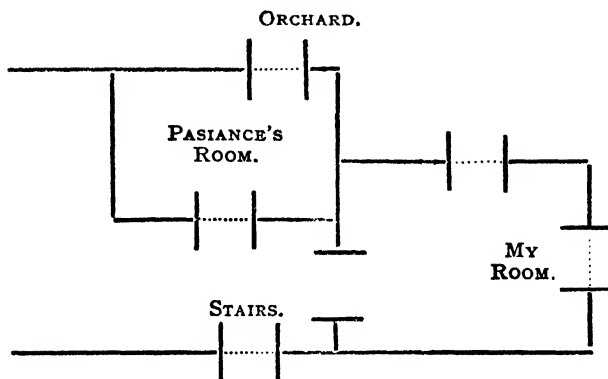 ORCHARD.
PASIANCE'S
ROOM.
MY
ROOM.
STAIRS.